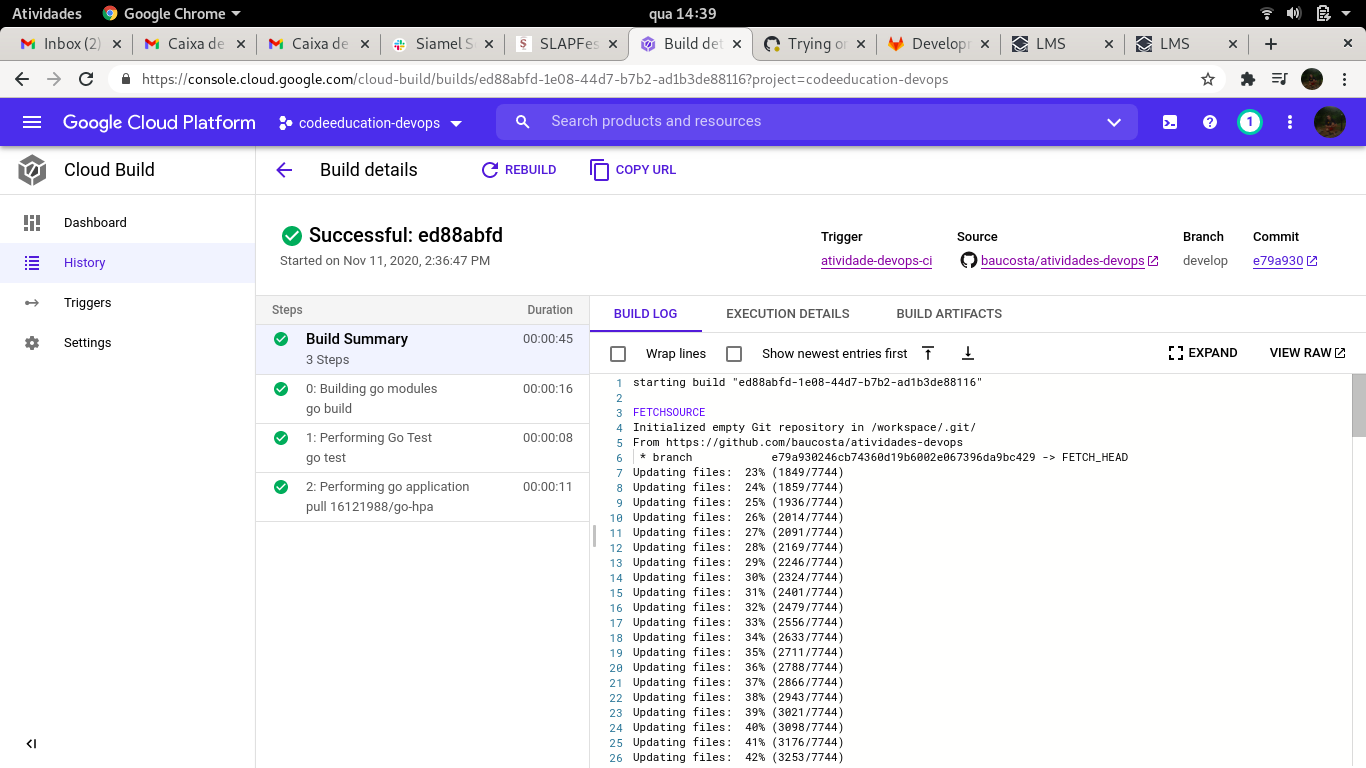 Atividades
Google Chrome
qua 14:39
Inbox (2)
Caixa de
Caixa de
Siamel S
SLAPFes
Build det
Trying or
Develop
LMS
LMS
https://console.cloud.google.com/cloud-build/builds/ed88abfd-1e08-44d7-b7b2-ad1b3de88116?project=codeeducation-devops
Google Cloud Platform
codeeducation-devops
Search products and resources
1
Cloud Build
Build details
REBUILD
COPY URL
Dashboard
History
Triggers
Settings
Successful: ed88abfd
Started on Nov 11, 2020, 2:36:47 PM
Trigger
atividade-devops-ci
Source
baucosta/atividades-devops
Branch
develop
Commit
e79a930
Steps
Duration
Build Summary
00:00:45
3 Steps
0: Building go modules
00:00:16
go build
1: Performing Go Test
00:00:08
go test
2: Performing go application
00:00:11
pull 16121988/go-hpa
BUILD LOG
EXECUTION DETAILS
BUILD ARTIFACTS
Wrap lines
Show newest entries first
EXPAND
VIEW RAW
1 starting build "ed88abfd-1e08-44d7-b7b2-ad1b3de88116"
2
3 FETCHSOURCE
4 Initialized empty Git repository in /workspace/.git/
5 From https://github.com/baucosta/atividades-devops
6 * branch e79a930246cb74360d19b6002e067396da9bc429 -> FETCH_HEAD
7 Updating files: 23% (1849/7744)
8 Updating files: 24% (1859/7744)
9 Updating files: 25% (1936/7744)
10 Updating files: 26% (2014/7744)
11 Updating files: 27% (2091/7744)
12 Updating files: 28% (2169/7744)
13 Updating files: 29% (2246/7744)
14 Updating files: 30% (2324/7744)
15 Updating files: 31% (2401/7744)
16 Updating files: 32% (2479/7744)
17 Updating files: 33% (2556/7744)
18 Updating files: 34% (2633/7744)
19 Updating files: 35% (2711/7744)
20 Updating files: 36% (2788/7744)
21 Updating files: 37% (2866/7744)
22 Updating files: 38% (2943/7744)
23 Updating files: 39% (3021/7744)
24 Updating files: 40% (3098/7744)
25 Updating files: 41% (3176/7744)
26 Updating files: 42% (3253/7744)